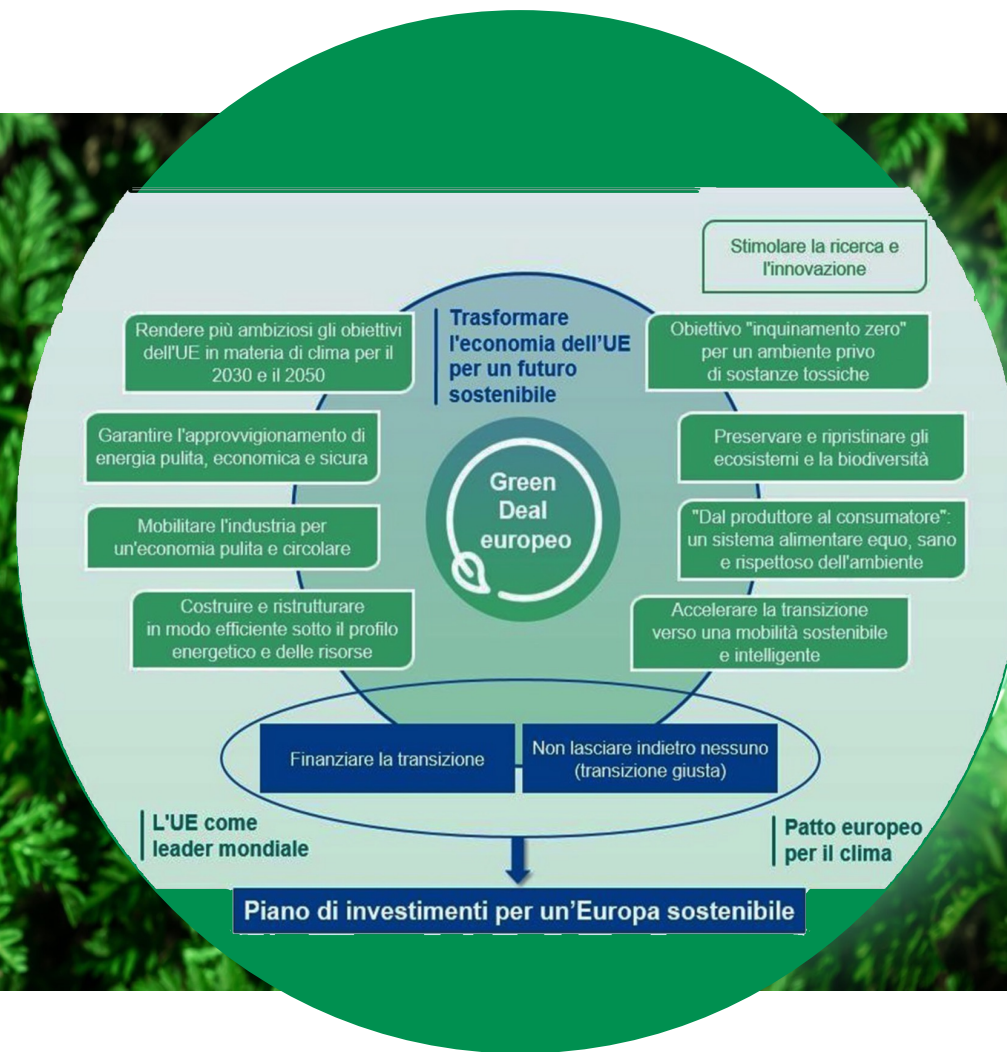 Stimolare la ricerca e
l'innovazione
Trasformare
l'economia dell'UE
per un futuro
sostenibile
Rendere più ambiziosi gli obiettivi
dell'UE in materia di clima per il
2030 e il 2050
Obiettivo "inquinamento zero"
per un ambiente privo
di sostanze tossiche
Garantire l'approvvigionamento di
energia pulita, economica e sicura
Preservare e ripristinare gli
ecosistemi e la biodiversità
Green
Deal
europeo
Mobilitare l'industria per
un'economia pulita e circolare
"Dal produttore al consumatore":
un sistema alimentare equo, sano
e rispettoso dell'ambiente
Costruire e ristrutturare
in modo efficiente sotto il profilo
energetico e delle risorse
Accelerare la transizione
verso una mobilità sostenibile
e intelligente
Finanziare la transizione
Non lasciare indietro nessuno
(transizione giusta)
L'UE come
leader mondiale
Patto europeo
per il clima
Piano di investimenti per un'Europa sostenibile